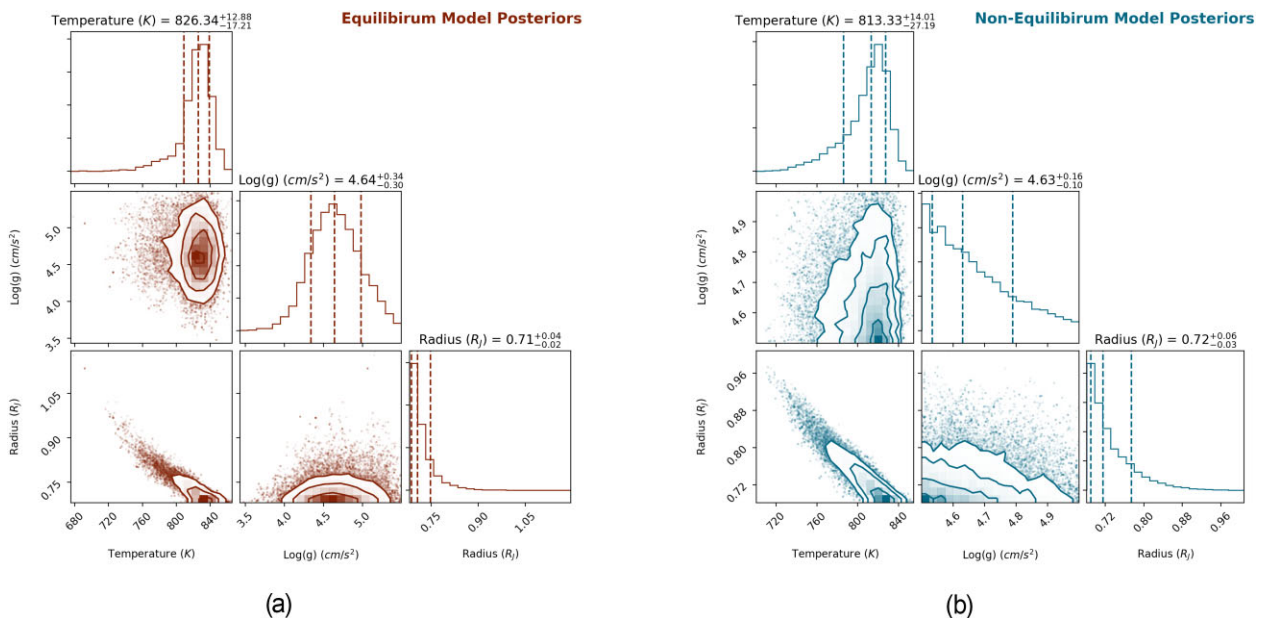 Temperature (K) = 826.34 +12.88 −17.21
Equilibirum Model Posteriors
Log(g) (cm/s²) = 4.64 +0.34 −0.30
Log(g) (cm/s²)
5.0
4.5
4.0
3.5
Radius (R_J) = 0.71 +0.04 −0.02
Radius (R_J)
1.05
0.90
0.75
680 720 760 800 840
3.5 4.0 4.5 5.0
0.75 0.90 1.05
Temperature (K)
Log(g) (cm/s²)
Radius (R_J)
(a)
Temperature (K) = 813.33 +14.01 −27.19
Non-Equilibirum Model Posteriors
Log(g) (cm/s²) = 4.63 +0.16 −0.10
Log(g) (cm/s²)
4.9
4.8
4.7
4.6
Radius (R_J) = 0.72 +0.06 −0.03
Radius (R_J)
0.96
0.88
0.80
0.72
720 760 800 840
4.6 4.7 4.8 4.9
0.72 0.80 0.88 0.96
Temperature (K)
Log(g) (cm/s²)
Radius (R_J)
(b)